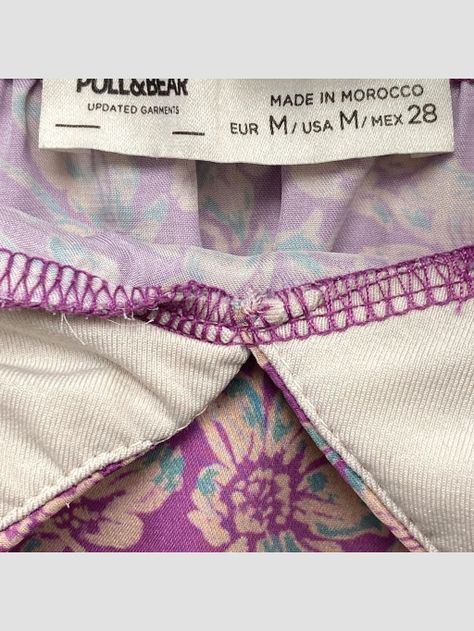 PULL&BEAR
UPDATED GARMENTS
MADE IN MOROCCO
EUR M/ USA M/ MEX 28